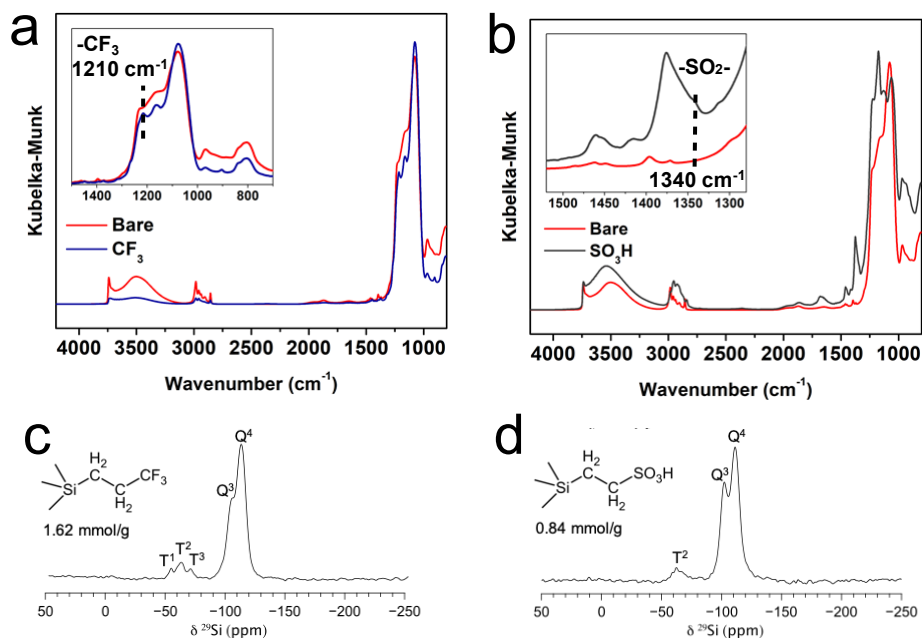 a
-CF₃
1210 cm⁻¹
1400 1200 1000 800
Kubelka-Munk
Bare
CF₃
4000 3500 3000 2500 2000 1500 1000
Wavenumber (cm⁻¹)
b
-SO₂-
1340 cm⁻¹
1500 1450 1400 1350 1300
Kubelka-Munk
Bare
SO₃H
4000 3500 3000 2500 2000 1500 1000
Wavenumber (cm⁻¹)
c
H₂
C
CF₃
Si
C
H₂
1.62 mmol/g
T¹
T²
T³
Q³
Q⁴
50 0 −50 −100 −150 −200 −250
δ ²⁹Si (ppm)
d
H₂
C
SO₃H
Si
C
H₂
0.84 mmol/g
T²
Q³
Q⁴
50 0 −50 −100 −150 −200 −250
δ ²⁹Si (ppm)